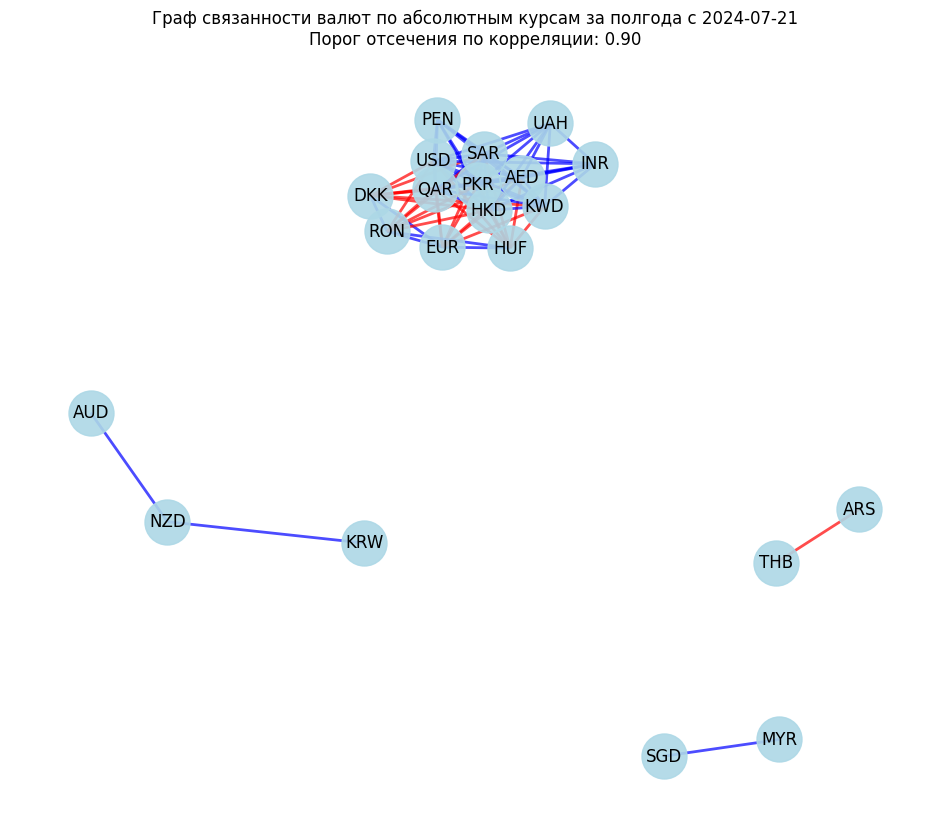 Граф связанности валют по абсолютным курсам за полгода с 2024-07-21
Порог отсечения по корреляции: 0.90
PEN
UAH
USD
SAR
INR
DKK
QAR
PKR
AED
RON
HKD
KWD
EUR
HUF
AUD
NZD
KRW
ARS
THB
SGD
MYR